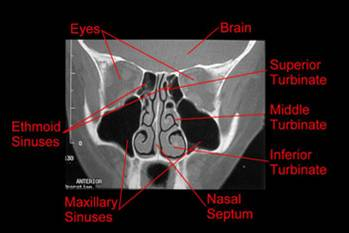 Eyes
Brain
Superior
Turbinate
Middle
Turbinate
Ethmoid
Sinuses
Inferior
Turbinate
ANTERIOR
Maxillary
Sinuses
Nasal
Septum